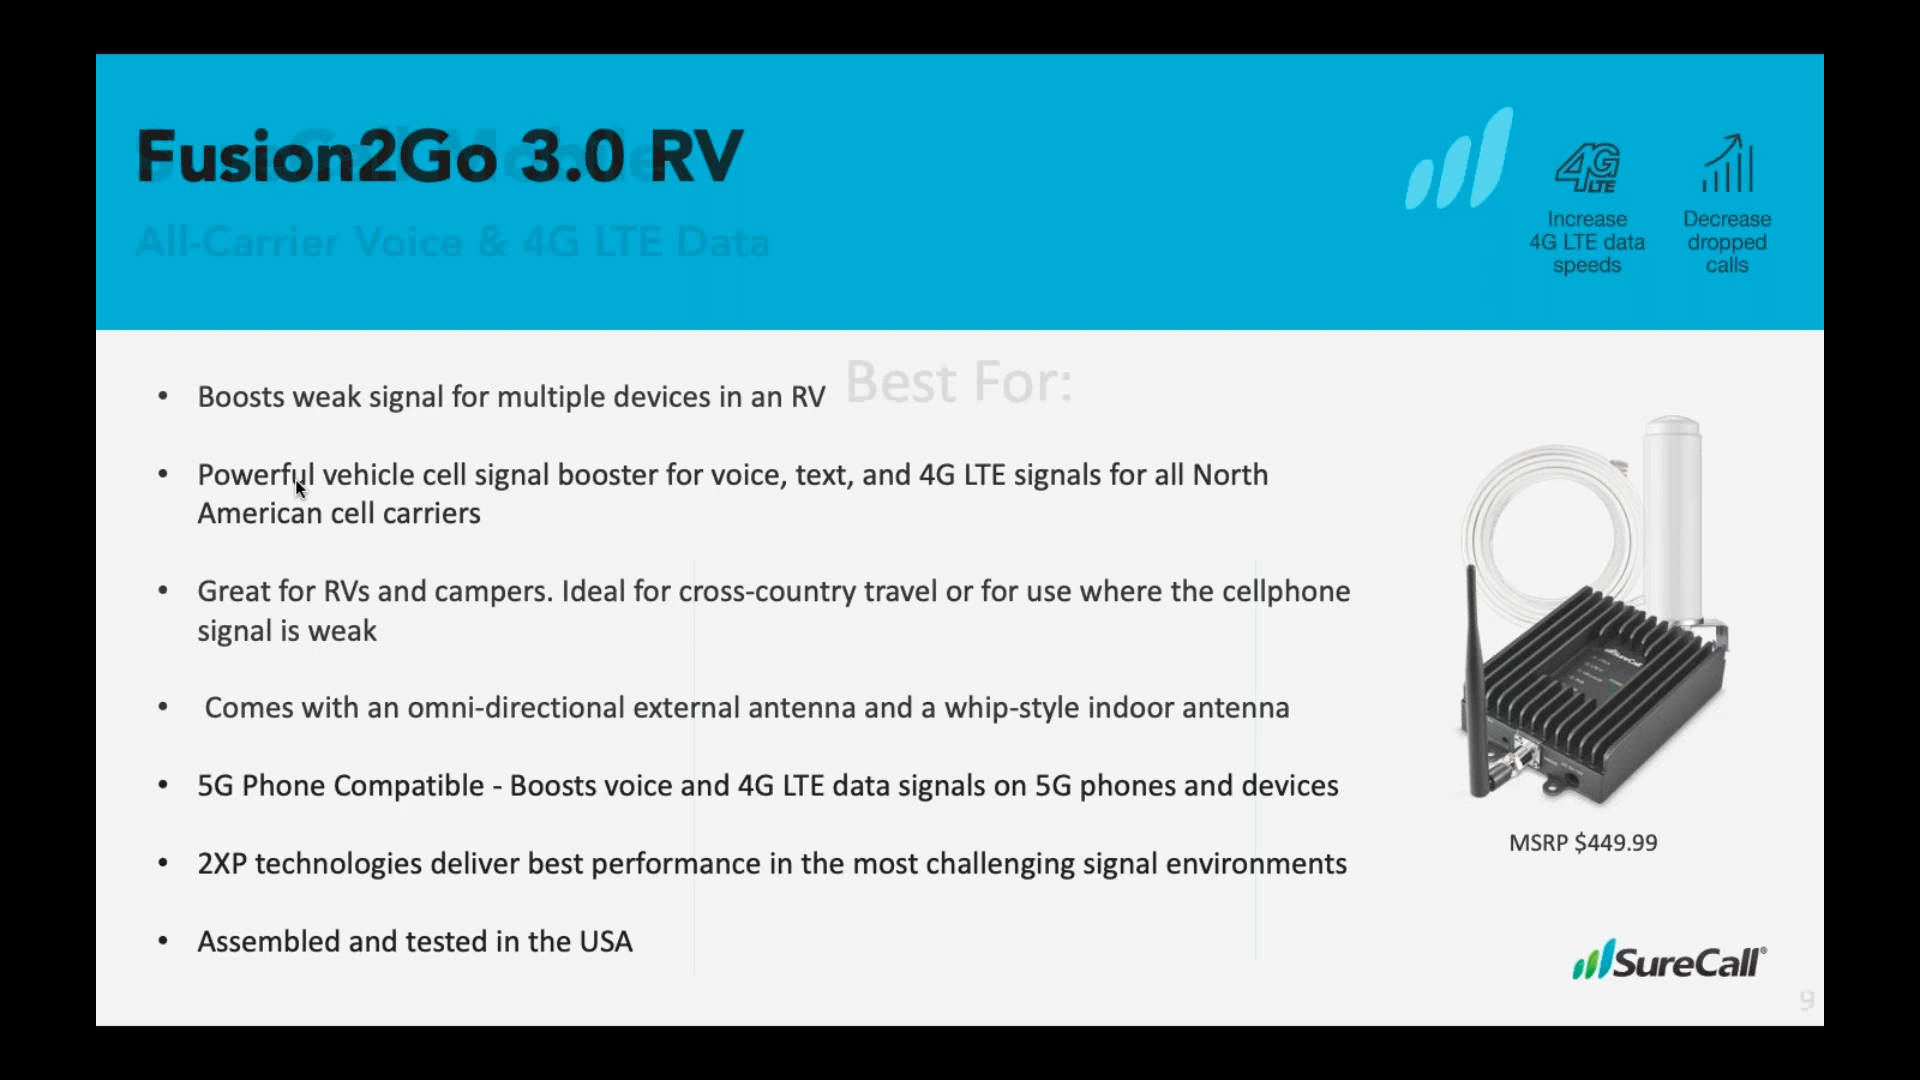 Fusion2Go 3.0 RV
All-Carrier Voice & 4G LTE Data
4G LTE
Increase
4G LTE data
speeds
Decrease
dropped
calls
Best For:
• Boosts weak signal for multiple devices in an RV
• Powerful vehicle cell signal booster for voice, text, and 4G LTE signals for all North
American cell carriers
• Great for RVs and campers. Ideal for cross-country travel or for use where the cellphone
signal is weak
• Comes with an omni-directional external antenna and a whip-style indoor antenna
• 5G Phone Compatible - Boosts voice and 4G LTE data signals on 5G phones and devices
• 2XP technologies deliver best performance in the most challenging signal environments
• Assembled and tested in the USA
SureCall
MSRP $449.99
SureCall®
9